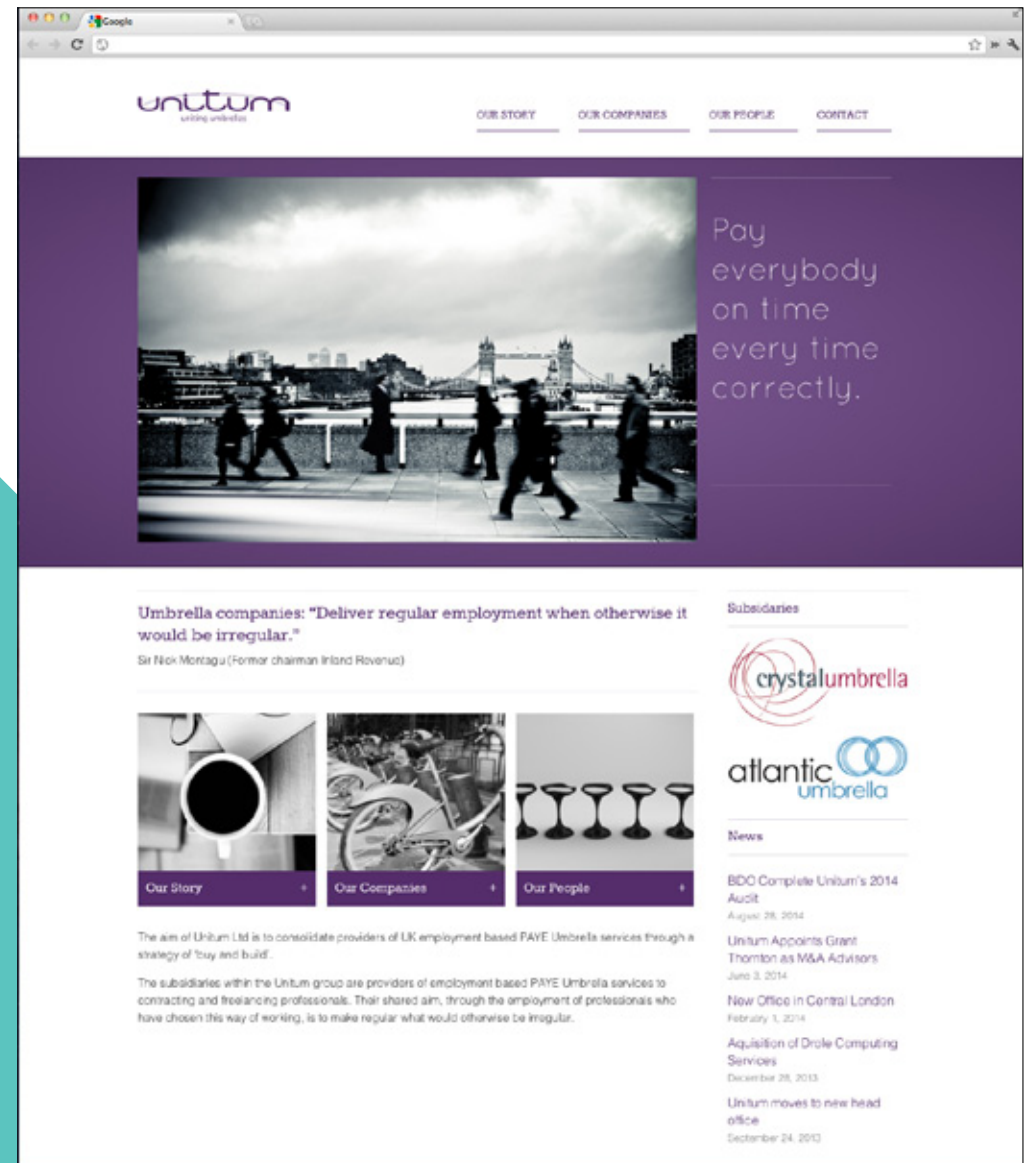 Google
unitum
uniting umbrellas
OUR STORY
OUR COMPANIES
OUR PEOPLE
CONTACT
Pay
everybody
on time
every time
correctly.
Umbrella companies: "Deliver regular employment when otherwise it
would be irregular."
Sir Nick Montagu (Former chairman Inland Revenue)
Our Story +
Our Companies +
Our People +
The aim of Unitum Ltd is to consolidate providers of UK employment based PAYE Umbrella services through a
strategy of 'buy and build'.
The subsidiaries within the Unitum group are providers of employment based PAYE Umbrella services to
contracting and freelancing professionals. Their shared aim, through the employment of professionals who
have chosen this way of working, is to make regular what would otherwise be irregular.
Subsidaries
crystalumbrella
atlantic
umbrella
News
BDO Complete Unitum's 2014
Audit
August 28, 2014
Unitum Appoints Grant
Thornton as M&A Advisors
June 3, 2014
New Office in Central London
February 1, 2014
Aquisition of Drole Computing
Services
December 28, 2013
Unitum moves to new head
office
September 24, 2013